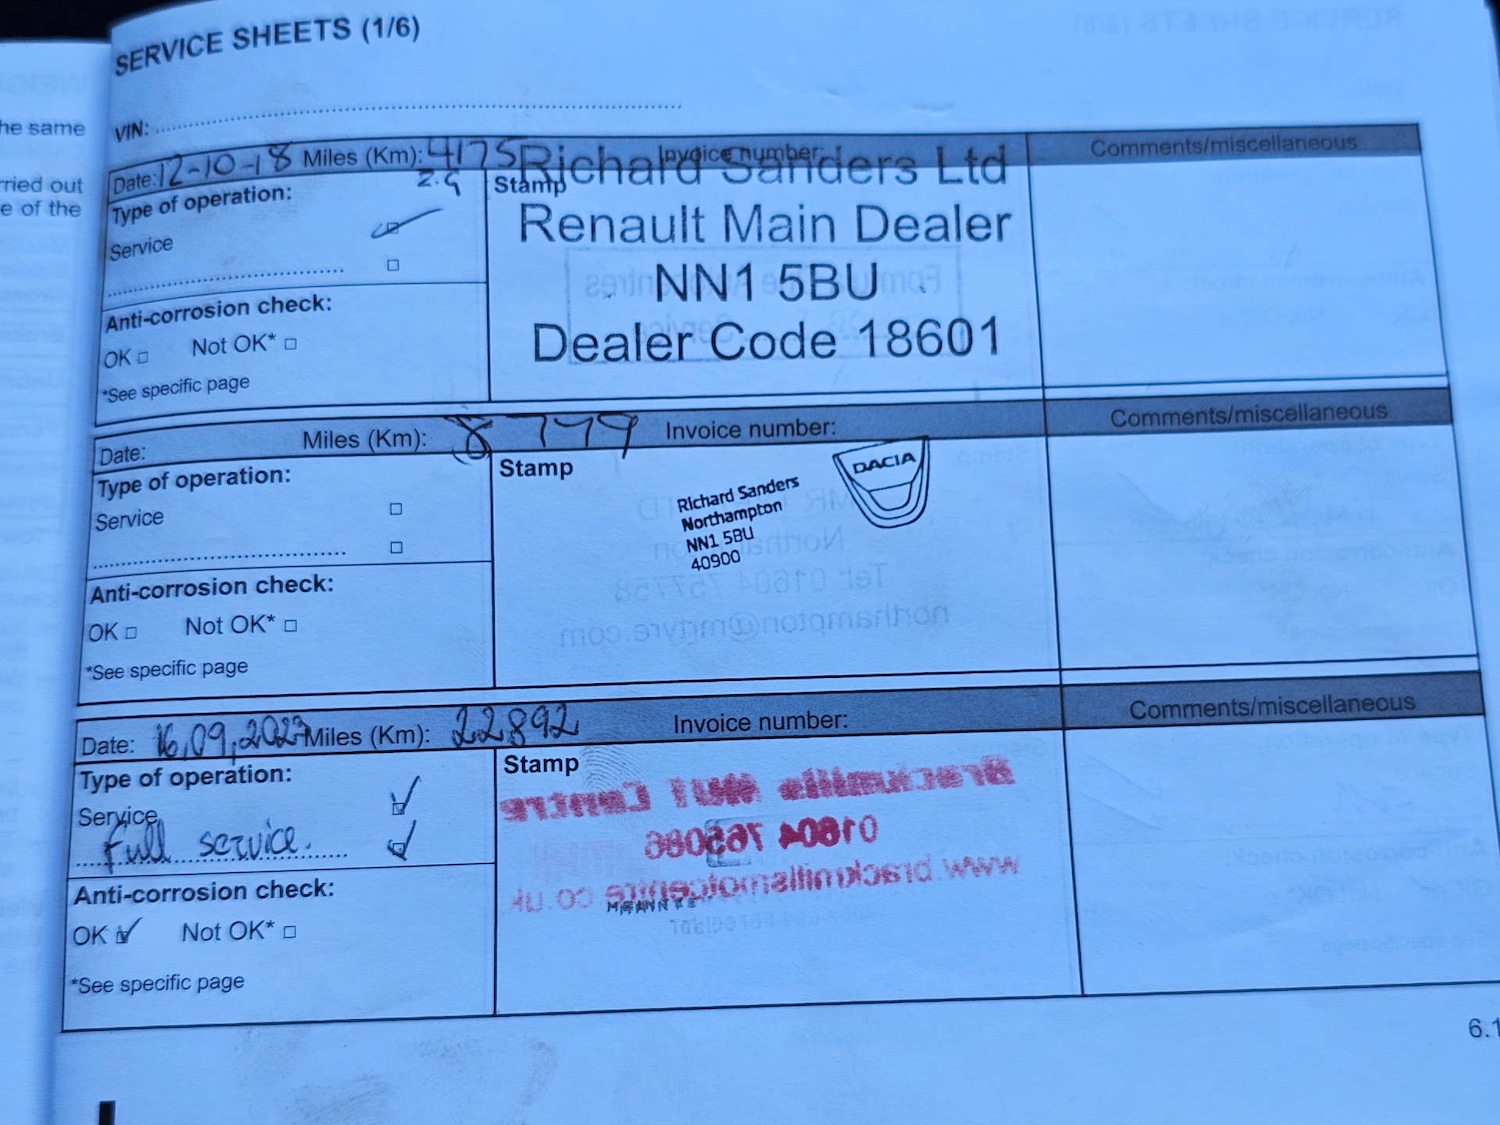 SERVICE SHEETS (1/6)
he same
VIN:
rried out
e of the
Date: 12-10-18 Miles (Km): 4175 Invoice number: Comments/miscellaneous
Type of operation:
Service
Anti-corrosion check:
OK Not OK*
*See specific page
Stamp
Richard Sanders Ltd
Renault Main Dealer
NN1 5BU
Dealer Code 18601
Date: Miles (Km): 8779 Invoice number: Comments/miscellaneous
Type of operation:
Service
Anti-corrosion check:
OK Not OK*
*See specific page
Stamp
DACIA
Richard Sanders
Northampton
NN1 5BU
40900
Date: 16,09,2022 Miles (Km): 22892 Invoice number: Comments/miscellaneous
Type of operation:
Service
Full service.
Anti-corrosion check:
OK Not OK*
*See specific page
Stamp
6.1